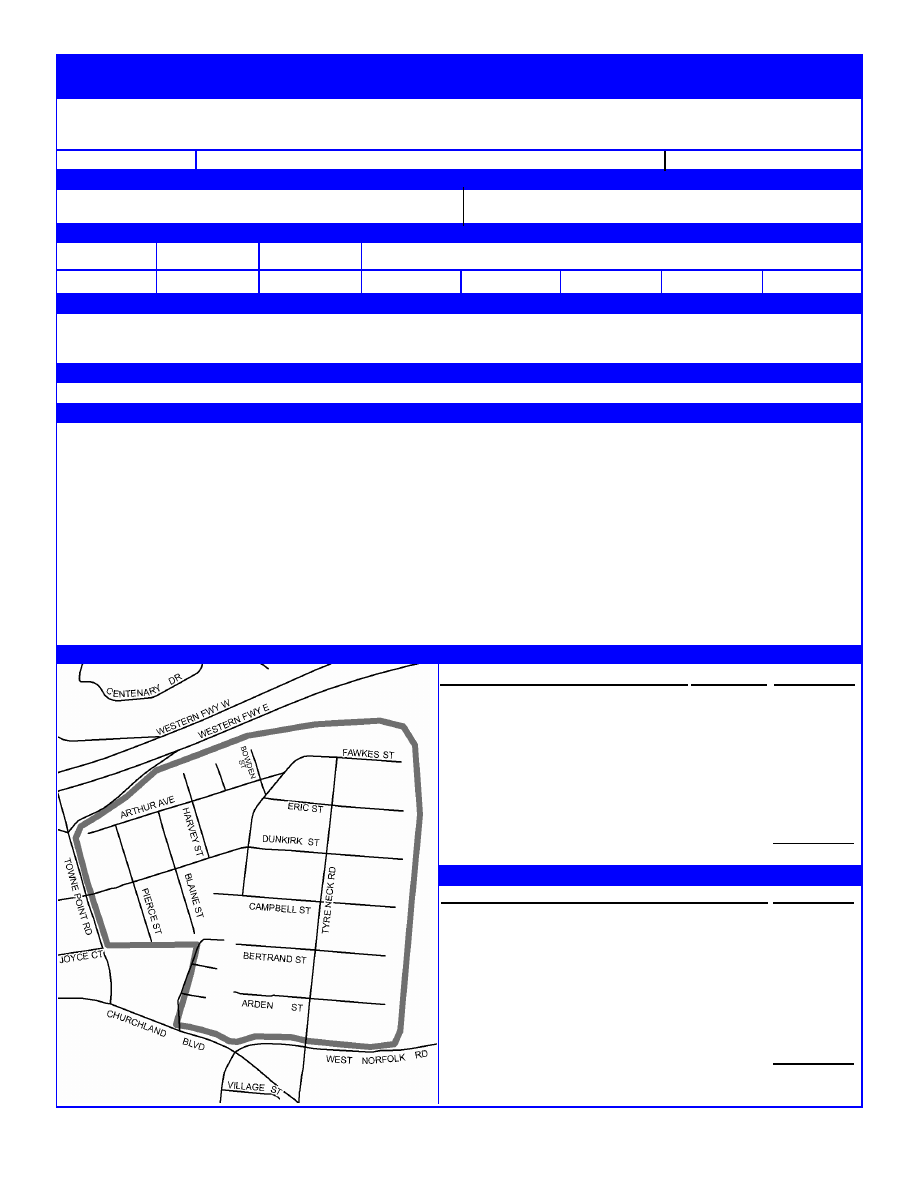 CENTENARY DR
WESTERN FWY W
WESTERN FWY E
BOWDEN ST
FAWKES ST
ARTHUR AVE
HARVEY ST
ERIC ST
DUNKIRK ST
TOWNE POINT RD
PIERCE ST
BLAINE ST
TYRE NECK RD
CAMPBELL ST
JOYCE CT
BERTRAND ST
ARDEN ST
CHURCHLAND BLVD
WEST NORFOLK RD
VILLAGE ST